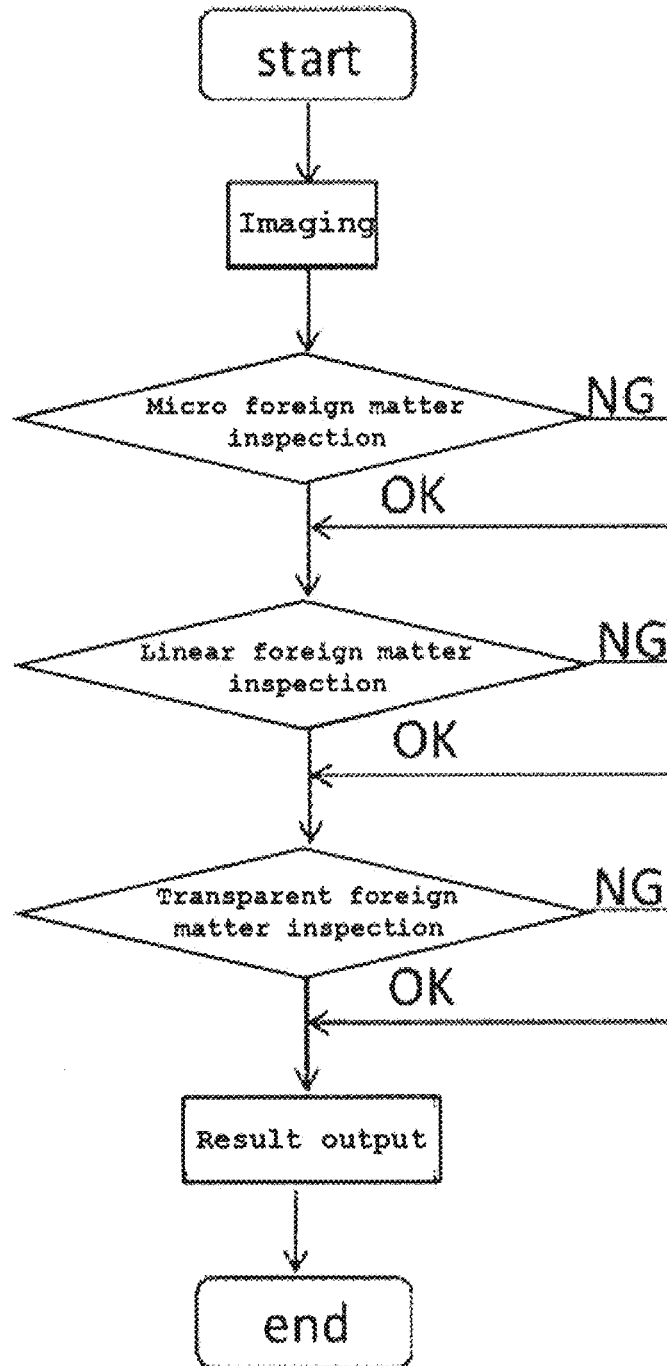 start
Imaging
Micro foreign matter
inspection
NG
OK
Linear foreign matter
inspection
NG
OK
Transparent foreign
matter inspection
NG
OK
Result output
end